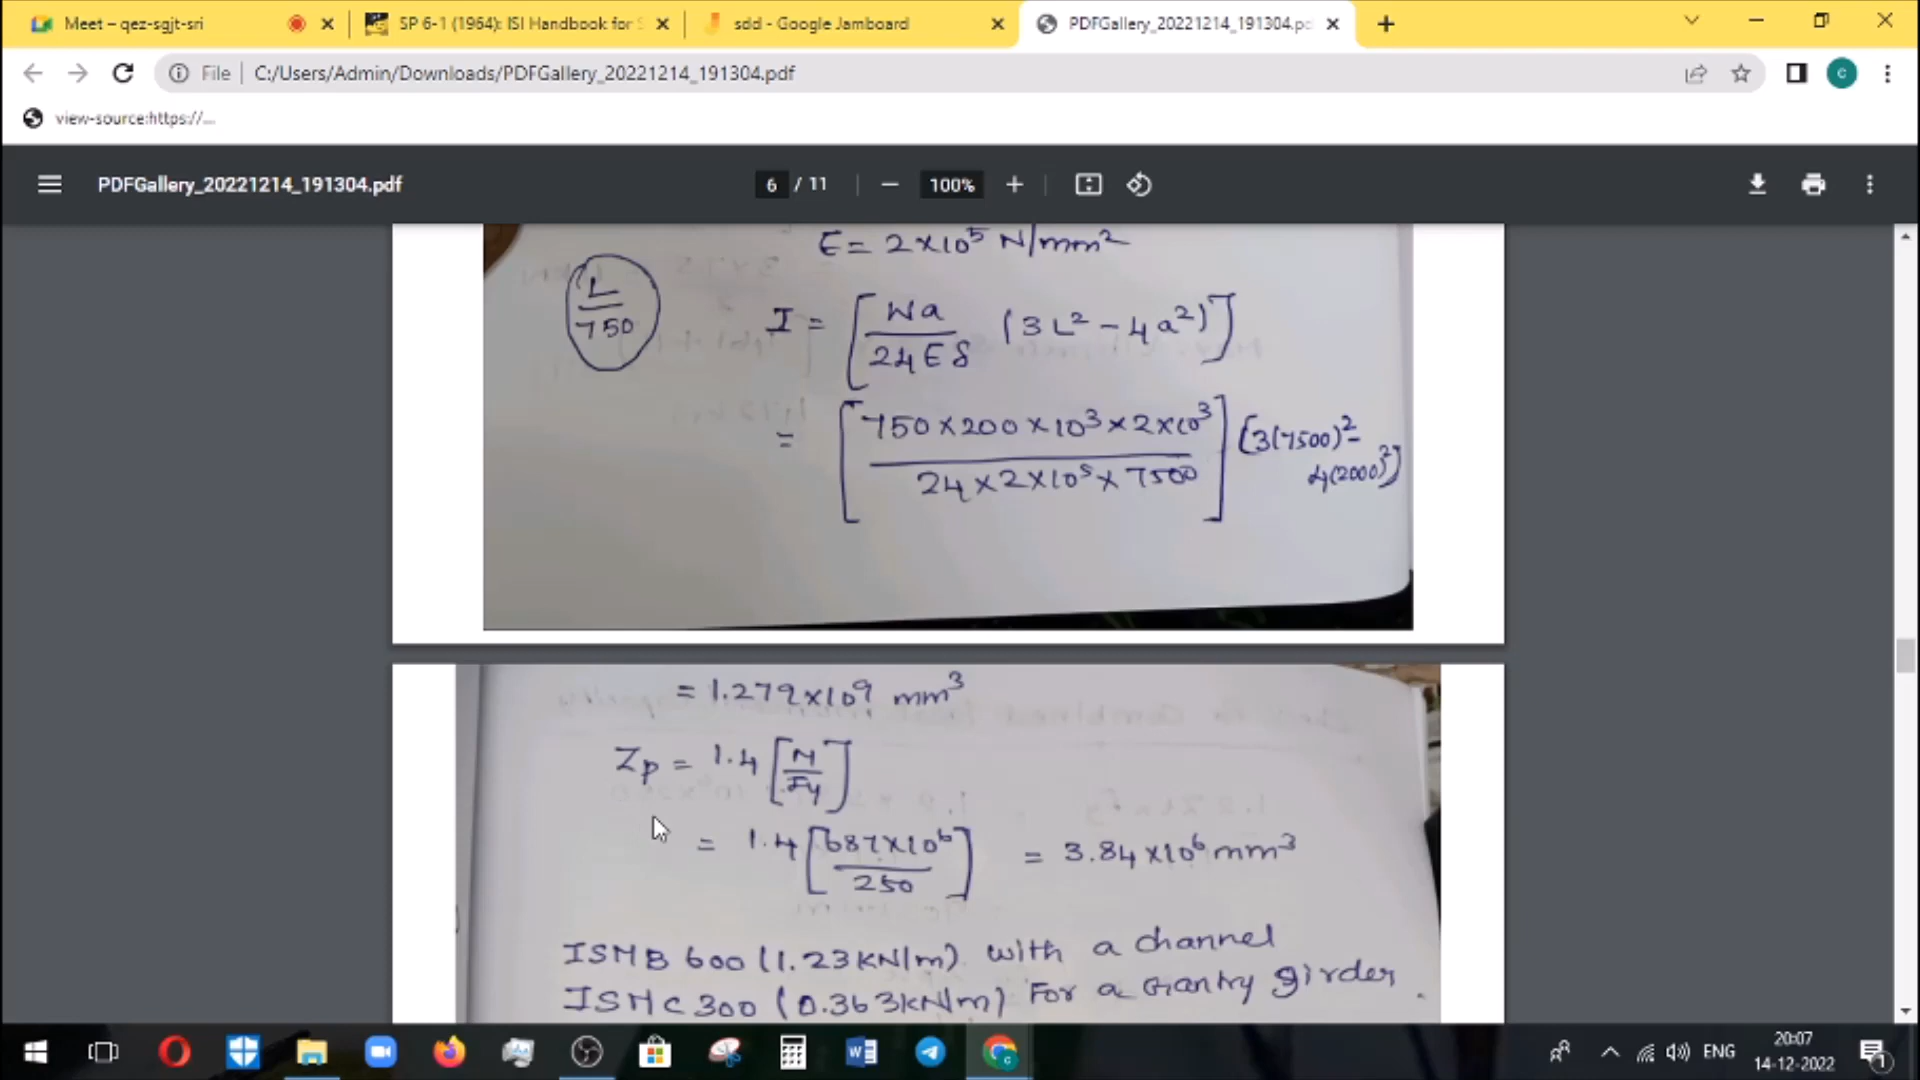 Meet – qez-sgjt-sri
SP 6-1 (1964): ISI Handbook for S
sdd - Google Jamboard
PDFGallery_20221214_191304.pd
File | C:/Users/Admin/Downloads/PDFGallery_20221214_191304.pdf
C
view-source:https://...
PDFGallery_20221214_191304.pdf
6 / 11
100%
E = 2×10⁵ N/mm²
L/750
I = [Wa/24Eδ (3L² - 4a²)]
= [750×200×10³×2×10³/24×2×10⁵×7500] [3(7500)² - 4(2000)²]
= 1.279×10⁹ mm³
Zp = 1.4 [M/Fy]
= 1.4 [687×10⁶/250] = 3.84×10⁶ mm³
ISMB 600 (1.23KN/m) with a channel
ISMC 300 (0.363KN/m) For a Gantry girder.
ENG
20:07
14-12-2022
1